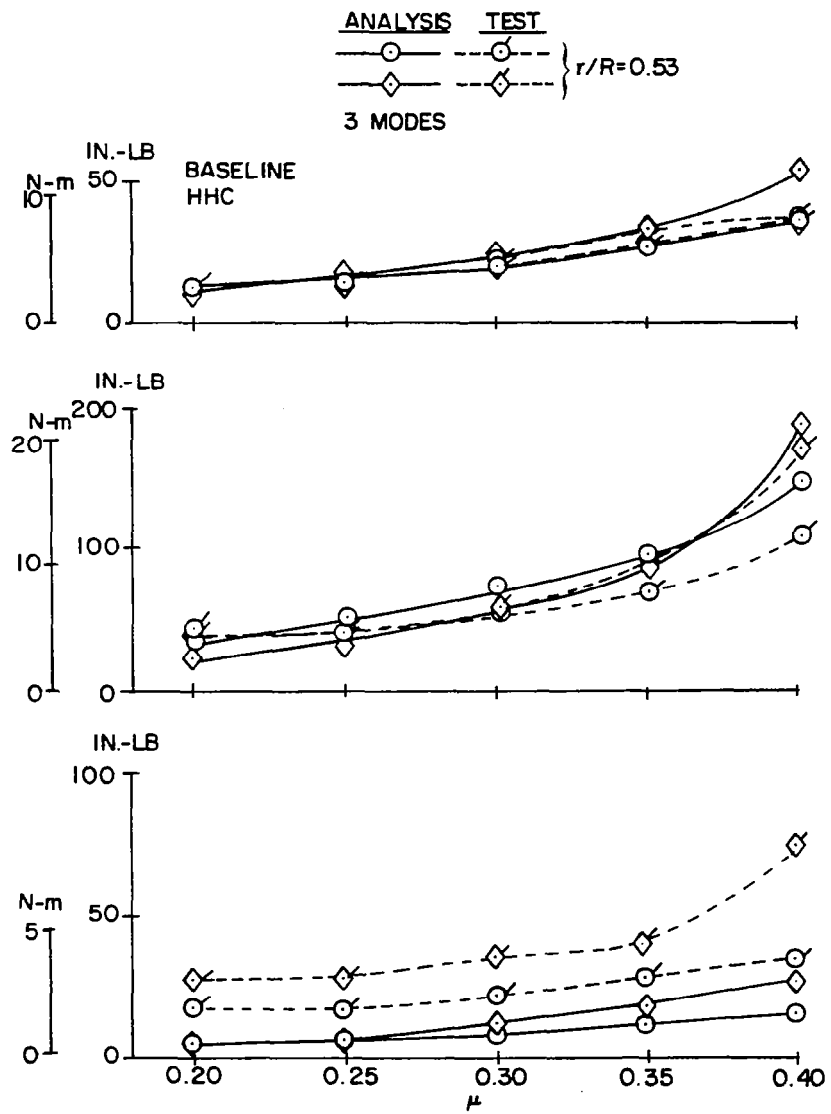 ANALYSIS TEST
r/R=0.53
3 MODES
IN.-LB
N-m
50
10
BASELINE
HHC
0
0
IN.-LB
N-m
200
20
100
10
0
0
IN.-LB
100
N-m
50
5
0
0
0.20 0.25 0.30 0.35 0.40
μ